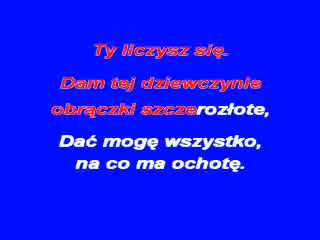 Ty liczysz się.
Dam tej dziewczynie
obrączki szczerozłote,
Dać mogę wszystko,
na co ma ochotę.